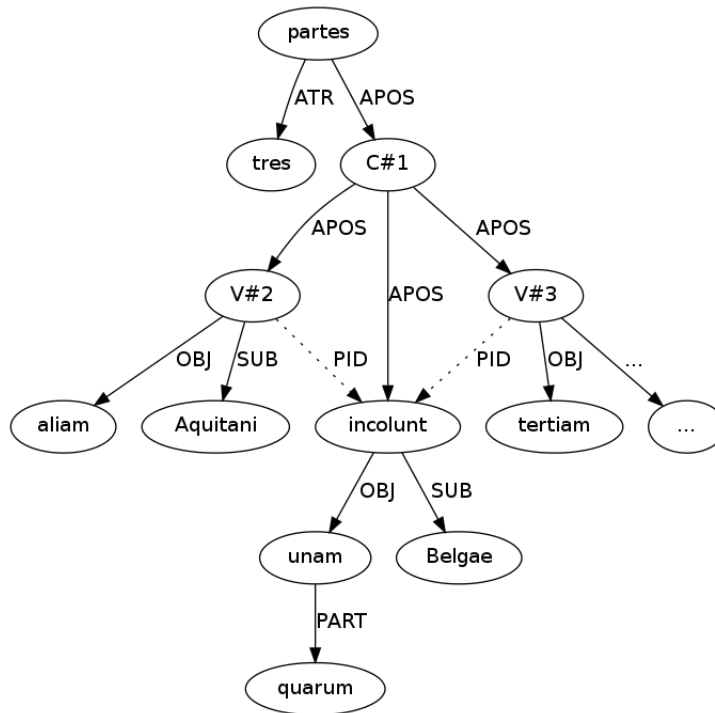 partes
ATR APOS
tres C#1
APOS APOS APOS
V#2 V#3
OBJ SUB PID PID OBJ ...
aliam Aquitani incolunt tertiam ...
OBJ SUB
unam Belgae
PART
quarum